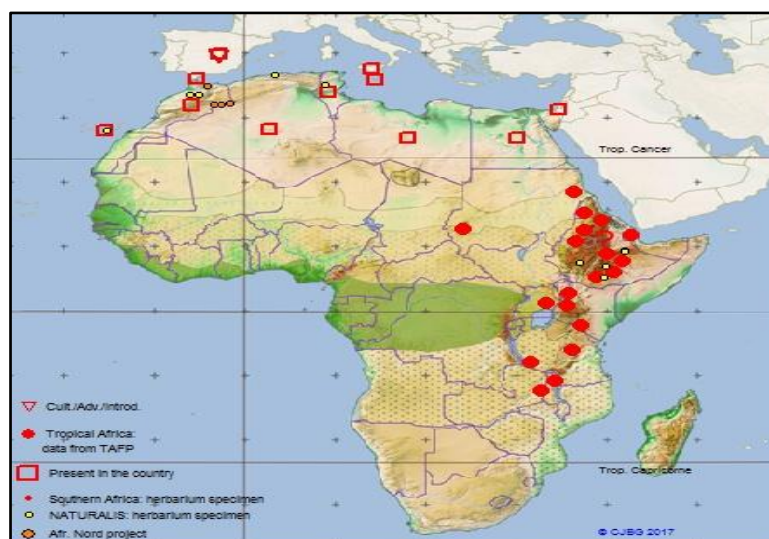 Trop. Cancer
Cult./Adv./Introd.
Tropical Africa:
data from TAFP
Present in the country
Southern Africa: herbarium specimen
NATURALIS: herbarium specimen
Afr. Nord project
Trop. Capricorne
© CJBG 2017